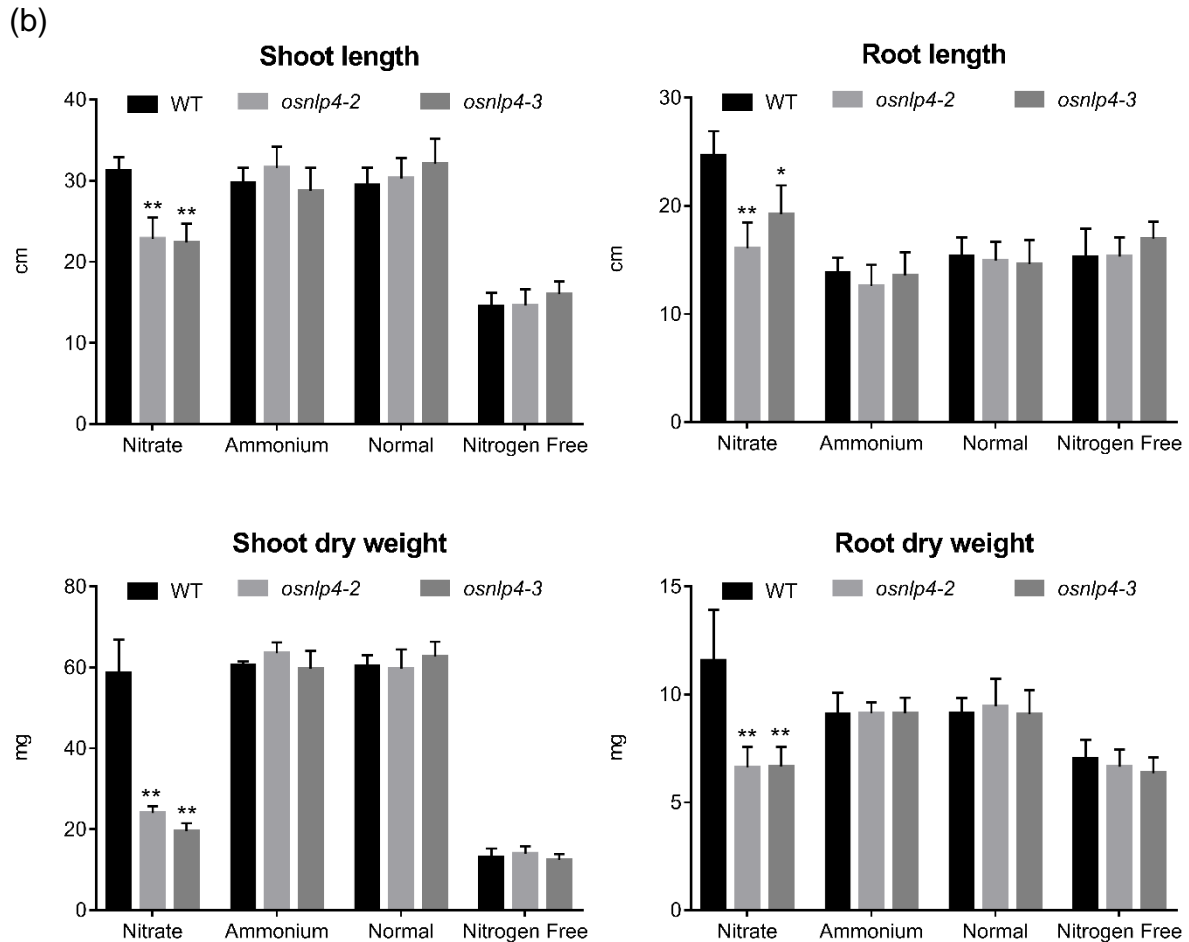 (b)
Shoot length
WT osnlp4-2 osnlp4-3
40
30
20
10
0
cm
** **
Nitrate Ammonium Normal Nitrogen Free
Root length
WT osnlp4-2 osnlp4-3
30
20
10
0
cm
** *
Nitrate Ammonium Normal Nitrogen Free
Shoot dry weight
WT osnlp4-2 osnlp4-3
80
60
40
20
0
mg
** **
Nitrate Ammonium Normal Nitrogen Free
Root dry weight
WT osnlp4-2 osnlp4-3
15
10
5
0
mg
** **
Nitrate Ammonium Normal Nitrogen Free